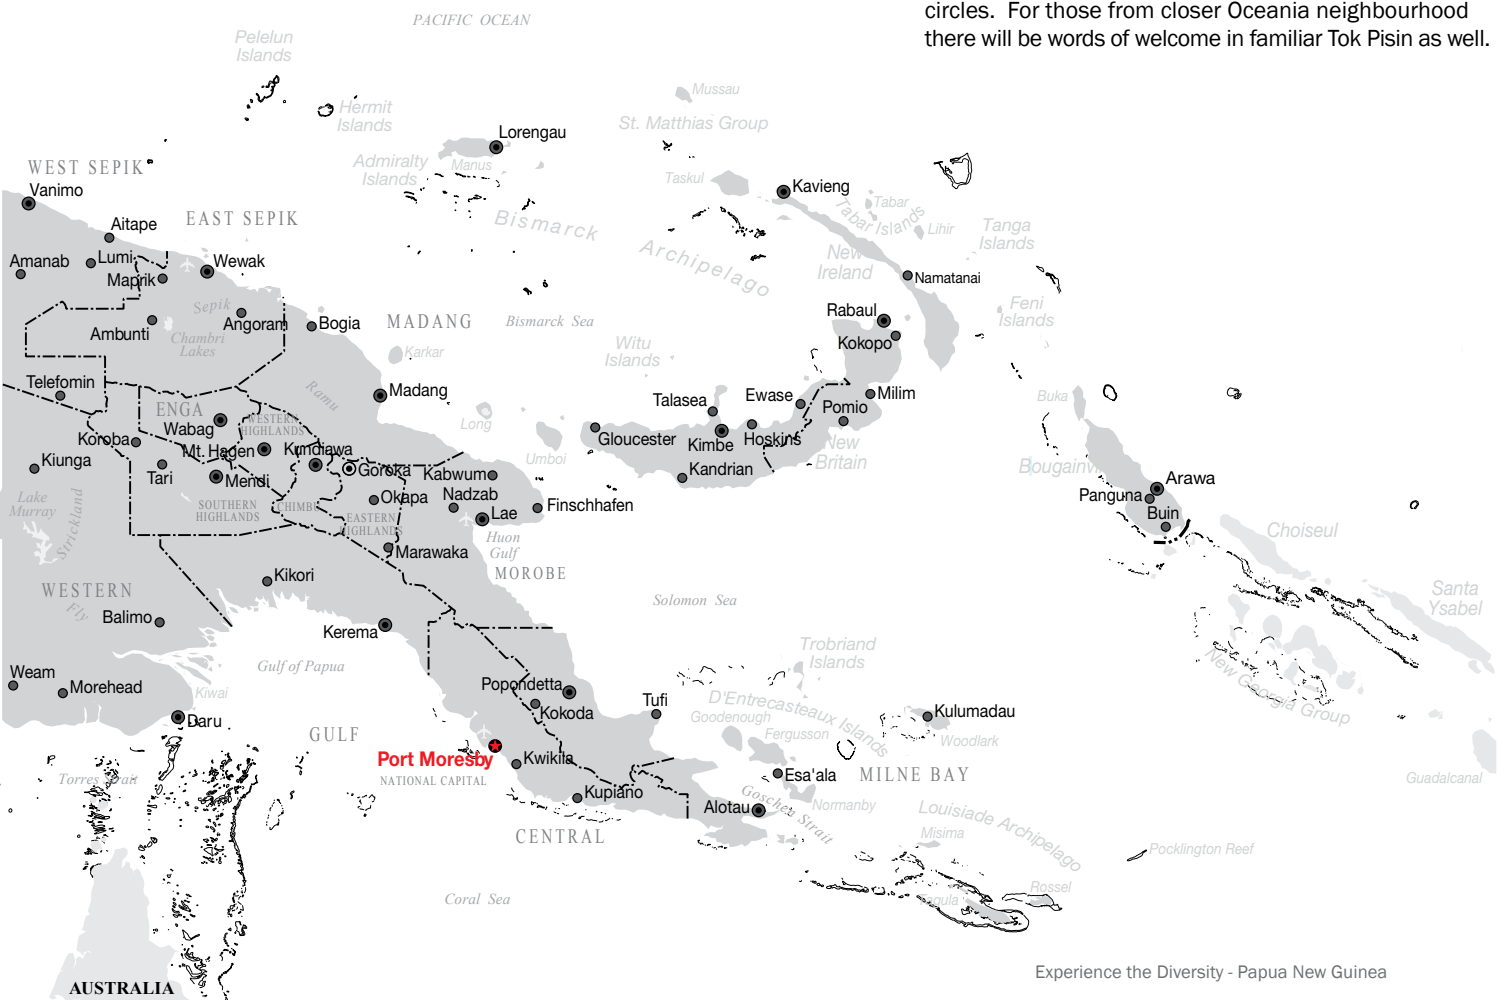 circles.  For those from closer Oceania neighbourhood
there will be words of welcome in familiar Tok Pisin as well.
PACIFIC OCEAN
Pelelun
Islands
Hermit
Islands
Mussau
St. Matthias Group
Lorengau
Admiralty
Islands
Manus
WEST SEPIK
Vanimo
Taskul
Kavieng
Tabar
Tabar Islands
Lihir
Tanga
Islands
EAST SEPIK
Aitape
Bismarck
Archipelago
Amanab
Lumi
Maprik
Wewak
New
Ireland
Namatanai
Sepik
Ambunti
Angoram
Chambri
Lakes
Bogia
MADANG
Bismarck Sea
Rabaul
Kokopo
Feni
Islands
Karkar
Witu
Islands
Telefomin
Ramu
Madang
Talasea
Ewase
Milim
Pomio
Buka
ENGA
Wabag
WESTERN
HIGHLANDS
Long
Koroba
Mt. Hagen
Kundiawa
Gloucester
Kimbe
Hoskins
New
Britain
Umboi
Kiunga
Tari
Mendi
Goroka
Kabwum
Kandrian
Bougainvi
Arawa
Panguna
Buin
Lake
Murray
Strickland
SOUTHERN
HIGHLANDS
CHIMBU
Okapa
EASTERN
HIGHLANDS
Nadzab
Lae
Finschhafen
Huon
Gulf
Choiseul
Marawaka
MOROBE
WESTERN
Fly
Kikori
Solomon Sea
Santa
Ysabel
Balimo
Kerema
Gulf of Papua
Trobriand
Islands
New Georgia Group
Weam
Morehead
Kiwai
Daru
Popondetta
Kokoda
Tufi
D'Entrecasteaux Islands
Goodenough
Fergusson
Kulumadau
Woodlark
GULF
Port Moresby
NATIONAL CAPITAL
Kwikila
Torres Strait
Kupiano
Esa'ala
MILNE BAY
Guadalcanal
Alotau
Goschen Strait
Normanby
Louisiade Archipelago
Misima
CENTRAL
Pocklington Reef
Coral Sea
Tagula
Rossel
AUSTRALIA
Experience the Diversity - Papua New Guinea